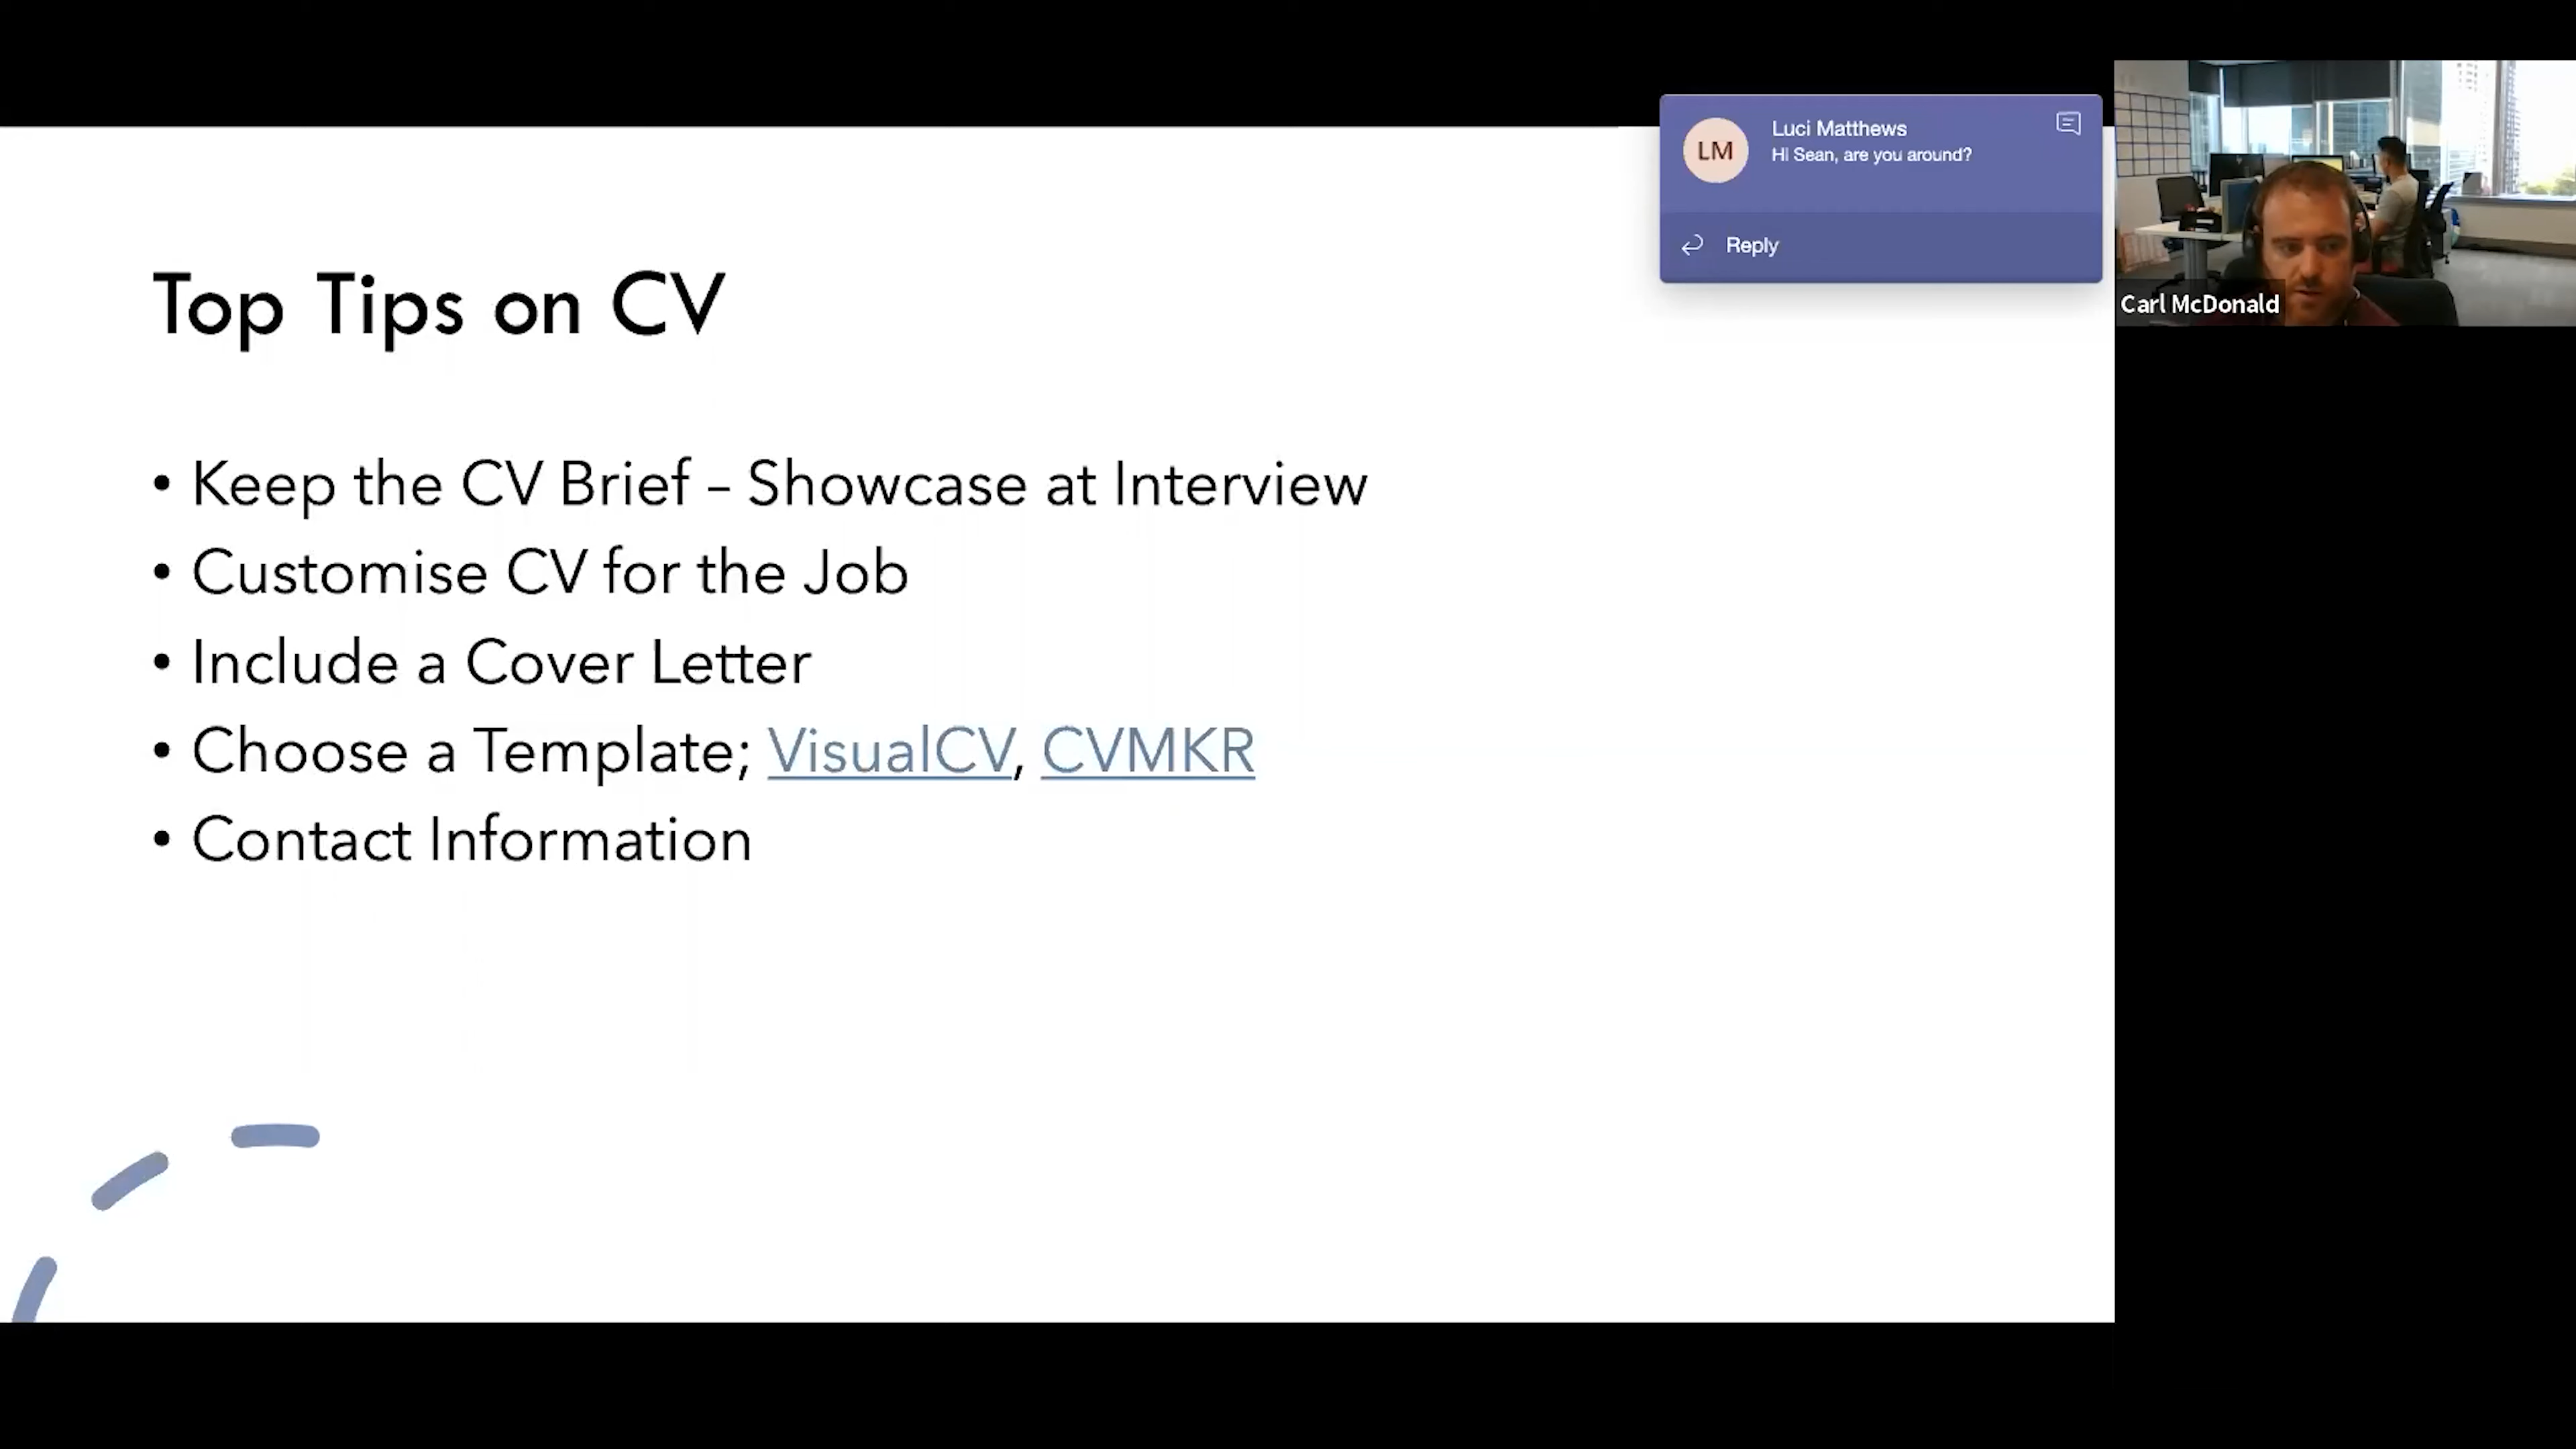 Luci Matthews
LM
Hi Sean, are you around?
Reply
Carl McDonald
Top Tips on CV
• Keep the CV Brief – Showcase at Interview
• Customise CV for the Job
• Include a Cover Letter
• Choose a Template; VisualCV, CVMKR
• Contact Information